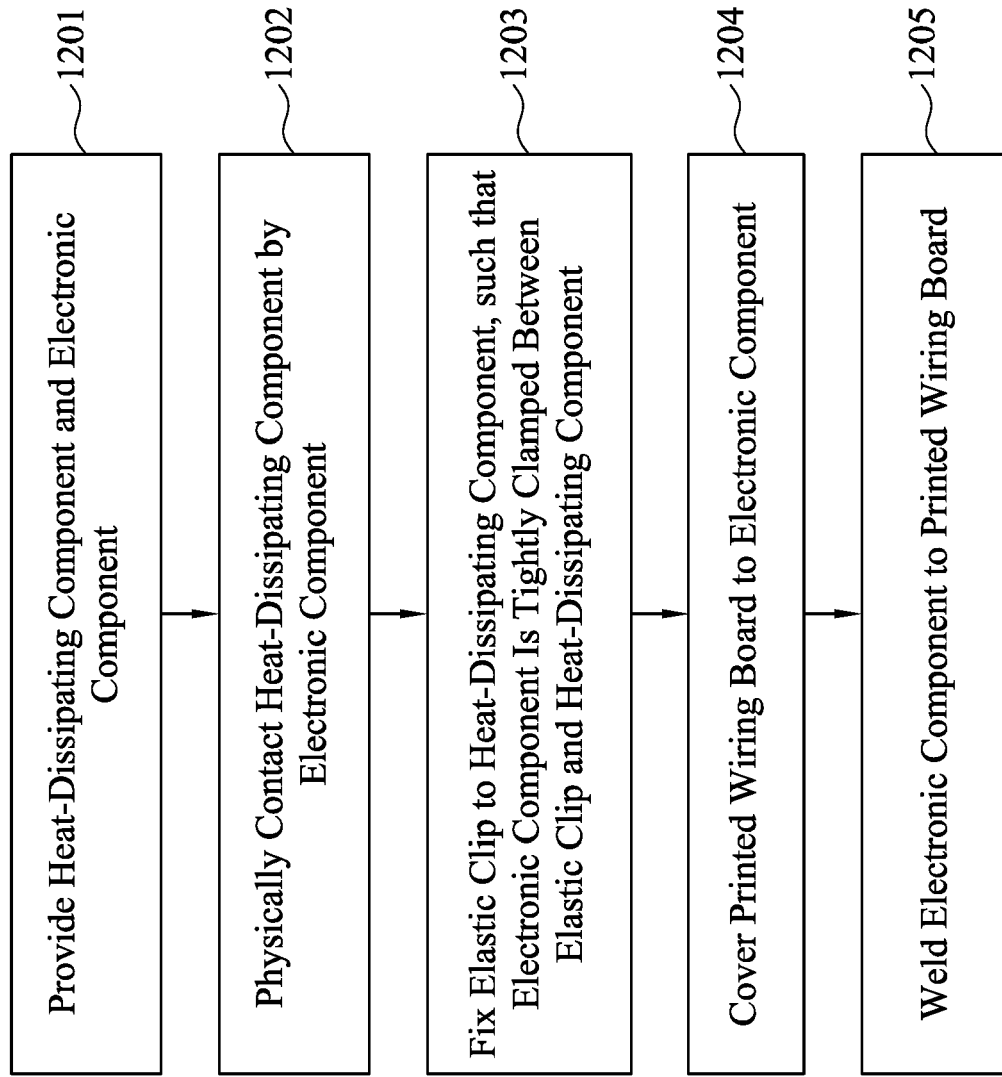 Provide Heat-Dissipating Component and Electronic
Component
1201
Physically Contact Heat-Dissipating Component by
Electronic Component
1202
Fix Elastic Clip to Heat-Dissipating Component, such that
Electronic Component Is Tightly Clamped Between
Elastic Clip and Heat-Dissipating Component
1203
Cover Printed Wiring Board to Electronic Component
1204
Weld Electronic Component to Printed Wiring Board
1205